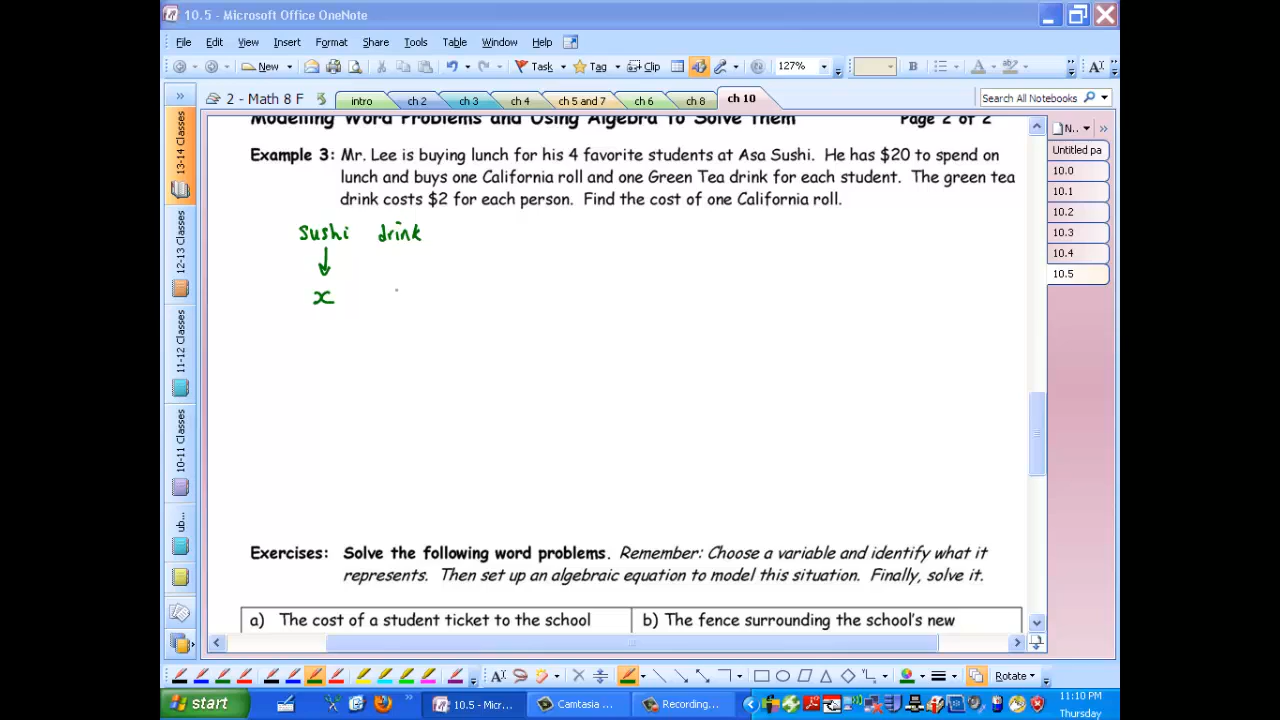 10.5 - Microsoft Office OneNote
File Edit View Insert Format Share Tools Table Window Help
New Task Tag Clip 127% B A
2 - Math 8 F intro ch 2 ch 3 ch 4 ch 5 and 7 ch 6 ch 8 ch 10 Search All Notebooks N..
Modelling Word Problems and Using Algebra To Solve Them Page 2 of 2
Example 3: Mr. Lee is buying lunch for his 4 favorite students at Asa Sushi. He has $20 to spend on
lunch and buys one California roll and one Green Tea drink for each student. The green tea
drink costs $2 for each person. Find the cost of one California roll.
sushi drink
x
Exercises: Solve the following word problems. Remember: Choose a variable and identify what it
represents. Then set up an algebraic equation to model this situation. Finally, solve it.
a) The cost of a student ticket to the school
b) The fence surrounding the school's new
13-14 Classes
12-13 Classes
11-12 Classes
10-11 Classes
ub...
Untitled pa
10.0
10.1
10.2
10.3
10.4
10.5
Rotate
start 10.5 - Micr... Camtasia ... Recording... 11:10 PM
Thursday